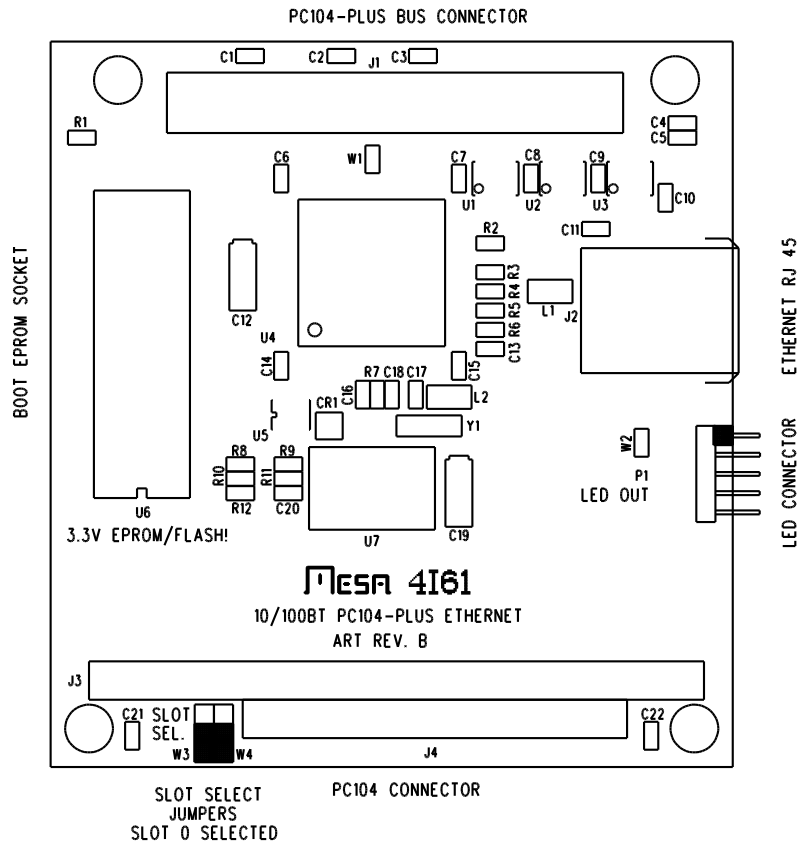 PC104-PLUS BUS CONNECTOR
C1
C2
C3
J1
R1
C4
C5
C6
W1
C7
C8
C9
U1
U2
U3
C10
C11
R2
R3
R4
R5
R6
C13
L1
J2
ETHERNET RJ 45
BOOT EPROM SOCKET
C12
U4
C14
C15
R7
C18
C17
C16
L2
CR1
U5
Y1
R8
R9
R10
R11
R12
C20
U6
U7
C19
W2
P1
LED OUT
LED CONNECTOR
3.3V EPROM/FLASH!
MESA 4I61
10/100BT PC104-PLUS ETHERNET
ART REV. B
J3
C21
SLOT
SEL.
W3
W4
J4
C22
SLOT SELECT
JUMPERS
SLOT 0 SELECTED
PC104 CONNECTOR